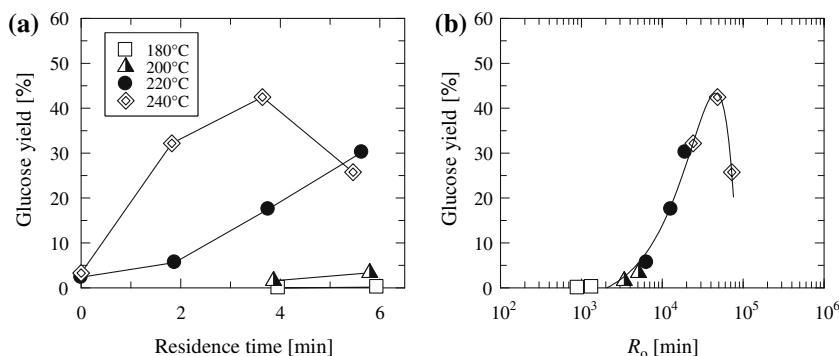 (a)
60
50
40
30
20
10
0
Glucose yield [%]
180°C
200°C
220°C
240°C
0 2 4 6
Residence time [min]
(b)
60
50
40
30
20
10
0
Glucose yield [%]
10² 10³ 10⁴ 10⁵ 10⁶
R₀ [min]